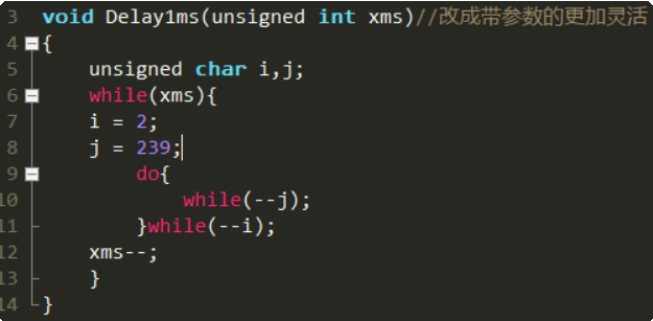 3 void Delay1ms(unsigned int xms)//改成带参数的更加灵活
4 {
5 unsigned char i,j;
6 while(xms){
7 i = 2;
8 j = 239;
9 do{
10 while(--j);
11 }while(--i);
12 xms--;
13 }
14 }